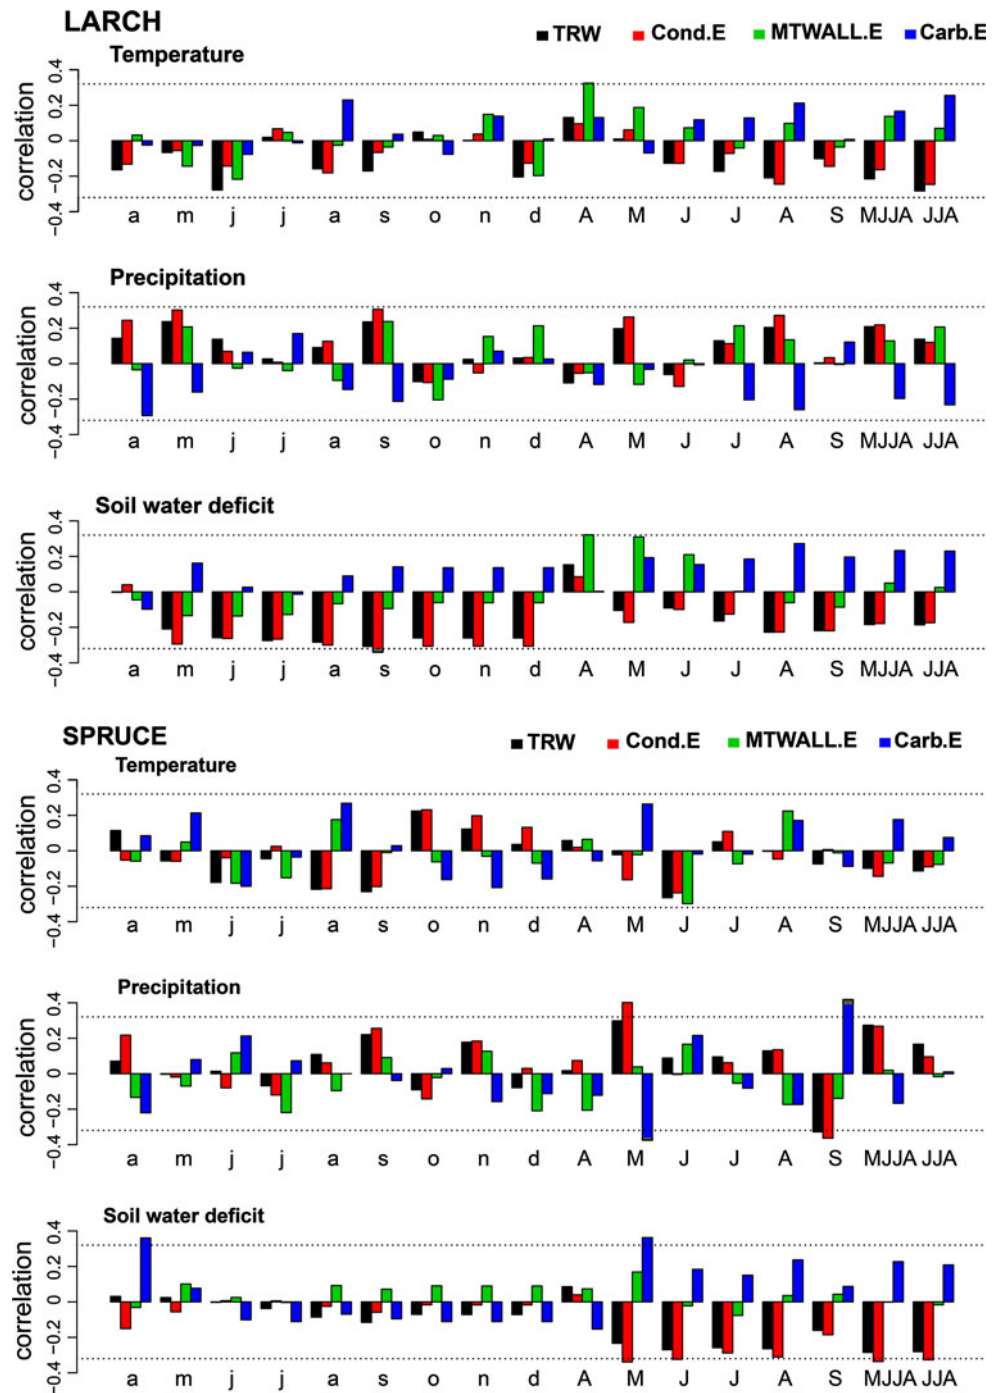 LARCH
TRW Cond.E MTWALL.E Carb.E
Temperature
correlation
0.4
0.2
0
-0.2
-0.4
a m j j a s o n d A M J J A S MJJA JJA
Precipitation
correlation
0.4
0.2
0
-0.2
-0.4
a m j j a s o n d A M J J A S MJJA JJA
Soil water deficit
correlation
0.4
0.2
0
-0.2
-0.4
a m j j a s o n d A M J J A S MJJA JJA
SPRUCE
TRW Cond.E MTWALL.E Carb.E
Temperature
correlation
0.4
0.2
0
-0.2
-0.4
a m j j a s o n d A M J J A S MJJA JJA
Precipitation
correlation
0.4
0.2
0
-0.2
-0.4
a m j j a s o n d A M J J A S MJJA JJA
Soil water deficit
correlation
0.4
0.2
0
-0.2
-0.4
a m j j a s o n d A M J J A S MJJA JJA